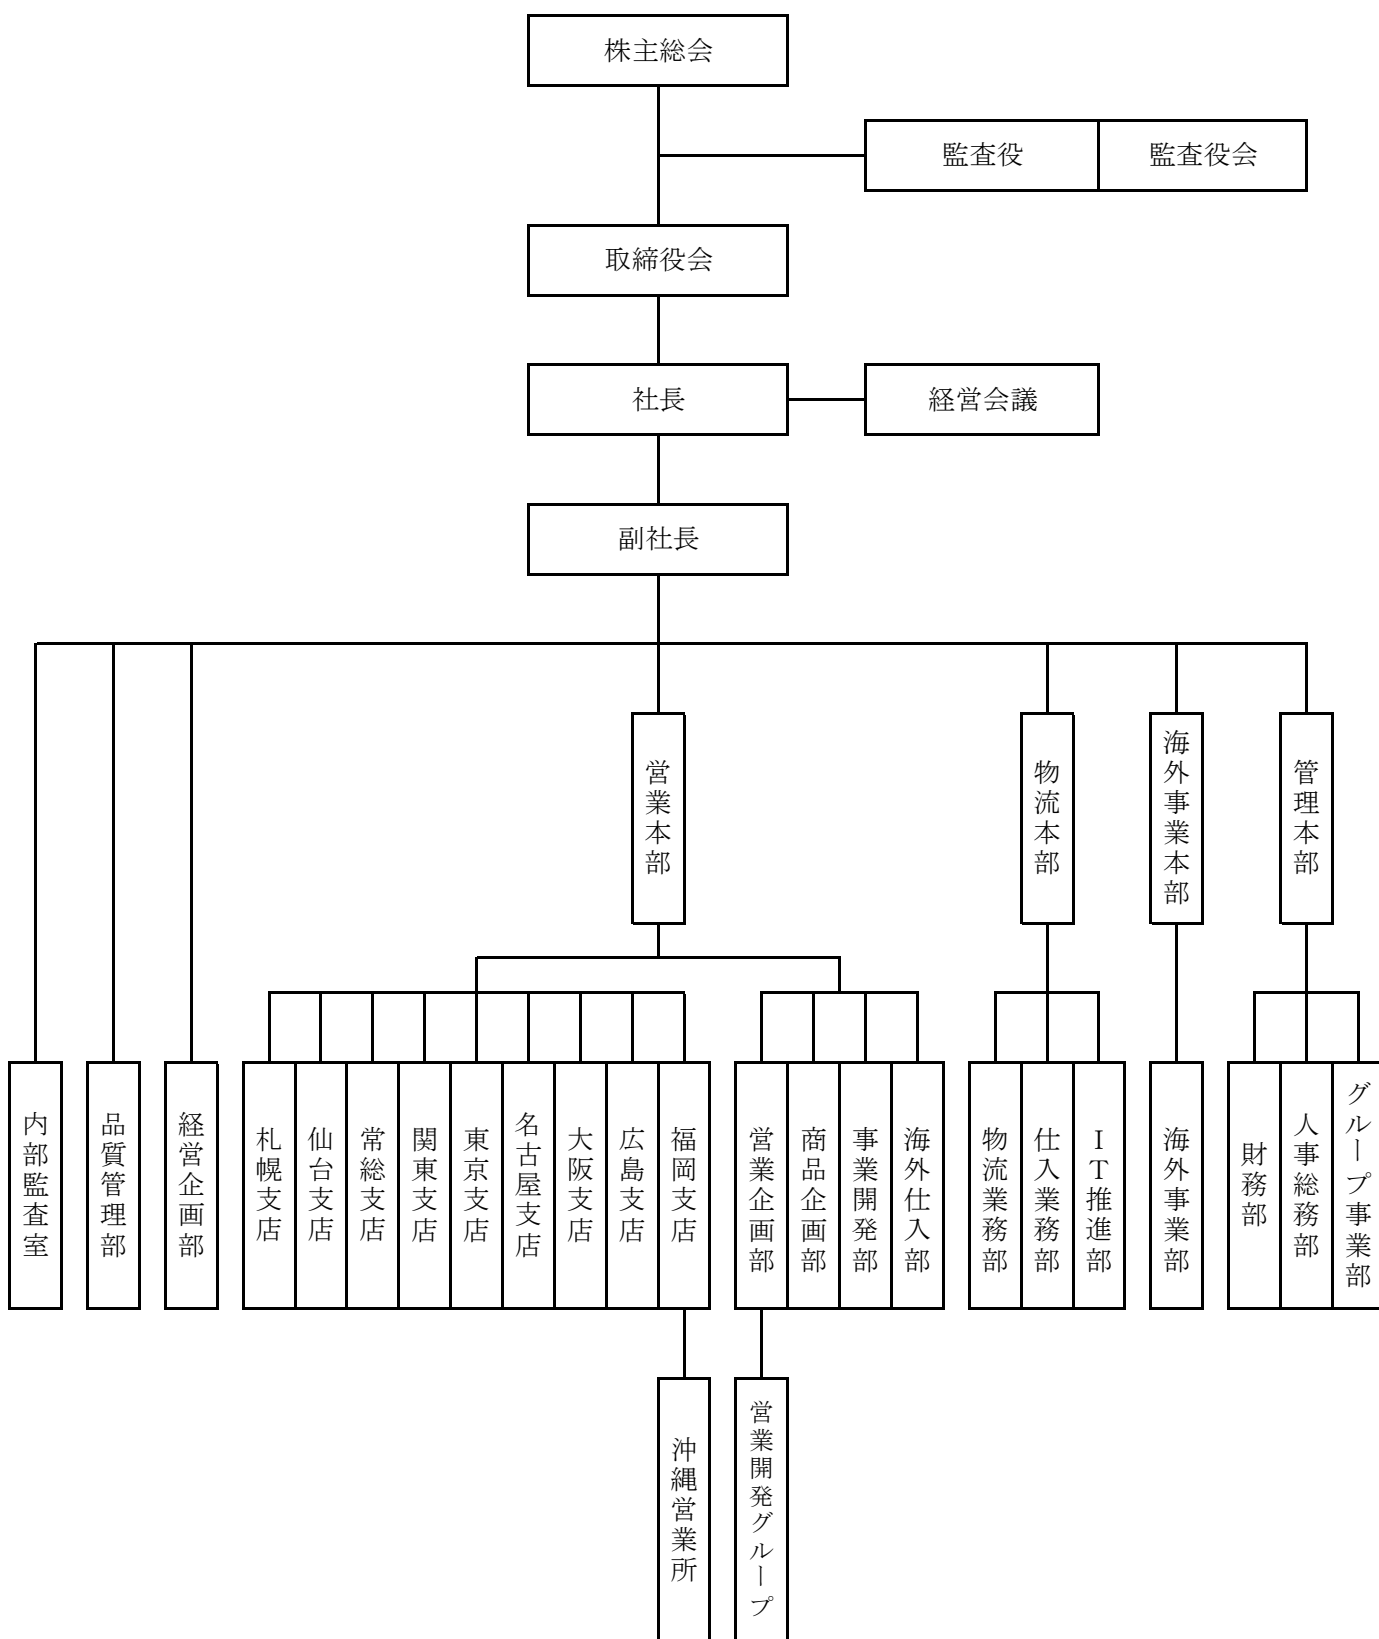 株主総会
監査役
監査役会
取締役会
社長
経営会議
副社長
営業本部
物流本部
海外事業本部
管理本部
内部監査室
品質管理部
経営企画部
札幌支店
仙台支店
常総支店
関東支店
東京支店
名古屋支店
大阪支店
広島支店
福岡支店
営業企画部
商品企画部
事業開発部
海外仕入部
物流業務部
仕入業務部
IT推進部
海外事業部
財務部
人事総務部
グループ事業部
沖縄営業所
営業開発グループ